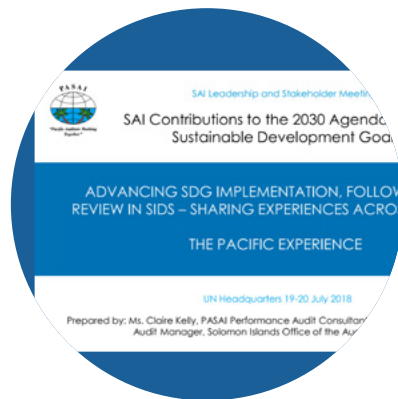 PASAI
"Pacific Auditors Working
Together"
SAI Leadership and Stakeholder Meeting
SAI Contributions to the 2030 Agenda
Sustainable Development Goals
ADVANCING SDG IMPLEMENTATION, FOLLOW
REVIEW IN SIDS – SHARING EXPERIENCES ACROS
THE PACIFIC EXPERIENCE
UN Headquarters 19-20 July 2018
Prepared by: Ms. Claire Kelly, PASAI Performance Audit Consultant
Audit Manager, Solomon Islands Office of the Au